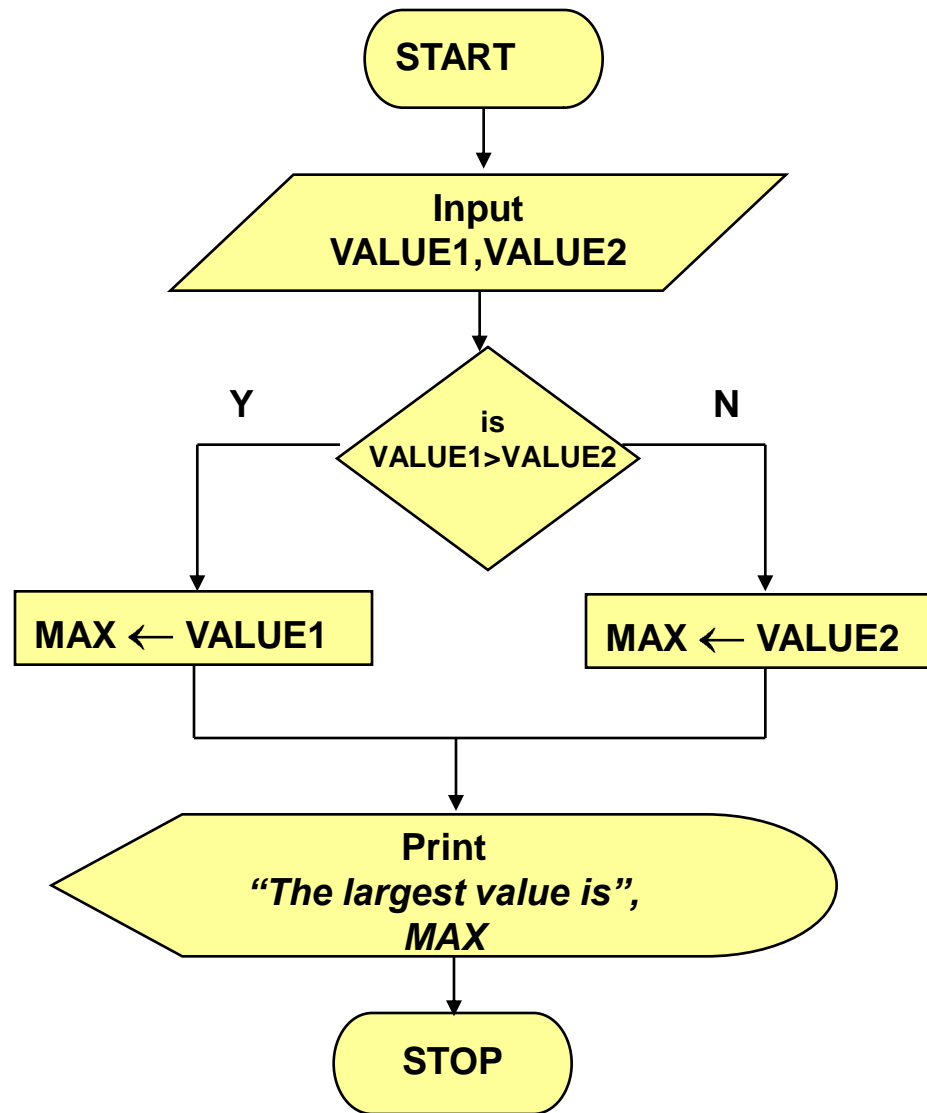 START
Input
VALUE1,VALUE2
Y
N
is
VALUE1>VALUE2
MAX ← VALUE1
MAX ← VALUE2
Print
“The largest value is”,
MAX
STOP